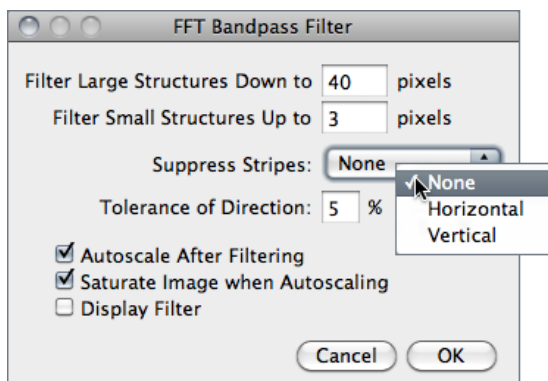 FFT Bandpass Filter
Filter Large Structures Down to 40 pixels
Filter Small Structures Up to 3 pixels
Suppress Stripes: None
None
Horizontal
Vertical
Tolerance of Direction: 5 %
Autoscale After Filtering
Saturate Image when Autoscaling
Display Filter
Cancel OK